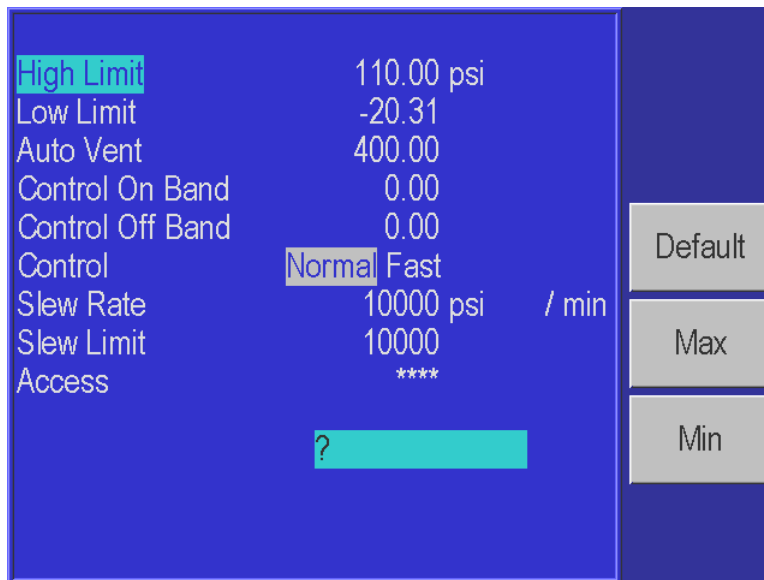 High Limit 110.00 psi
Low Limit -20.31
Auto Vent 400.00
Control On Band 0.00
Control Off Band 0.00
Control Normal Fast
Slew Rate 10000 psi / min
Slew Limit 10000
Access ****
?
Default
Max
Min